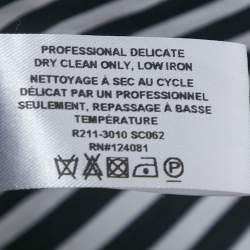 PROFESSIONAL DELICATE
DRY CLEAN ONLY, LOW IRON
NETTOYAGE À SEC AU CYCLE
DÉLICAT PAR UN PROFESSIONNEL
SEULEMENT, REPASSAGE À BASSE
TEMPERATURE
R211-3010 SC062
RN#124081
P